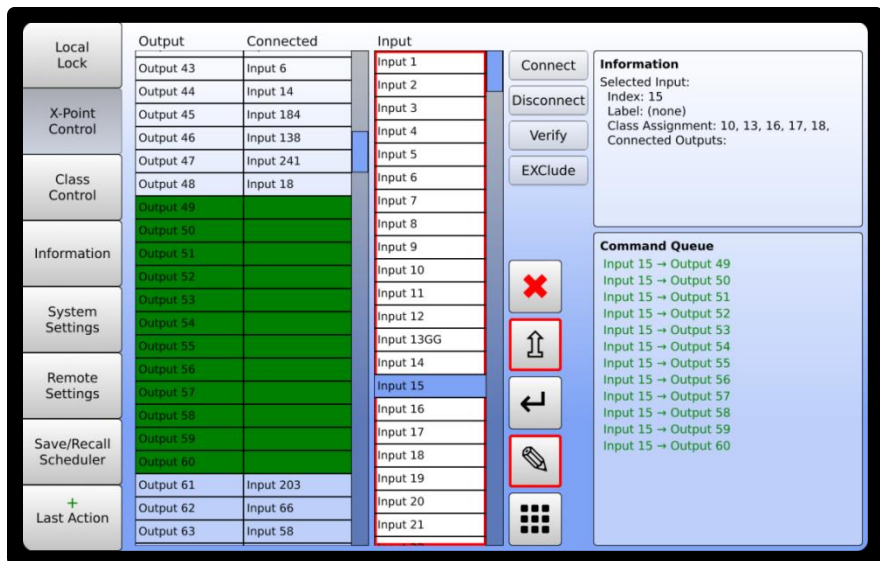 Local
Lock
X-Point
Control
Class
Control
Information
System
Settings
Remote
Settings
Save/Recall
Scheduler
+
Last Action
Output Connected
Output 43 Input 6
Output 44 Input 14
Output 45 Input 184
Output 46 Input 138
Output 47 Input 241
Output 48 Input 18
Output 49
Output 50
Output 51
Output 52
Output 53
Output 54
Output 55
Output 56
Output 57
Output 58
Output 59
Output 60
Output 61 Input 203
Output 62 Input 66
Output 63 Input 58
Input
Input 1
Input 2
Input 3
Input 4
Input 5
Input 6
Input 7
Input 8
Input 9
Input 10
Input 11
Input 12
Input 13GG
Input 14
Input 15
Input 16
Input 17
Input 18
Input 19
Input 20
Input 21
Connect
Disconnect
Verify
EXClude
Information
Selected Input:
Index: 15
Label: (none)
Class Assignment: 10, 13, 16, 17, 18,
Connected Outputs:
Command Queue
Input 15 → Output 49
Input 15 → Output 50
Input 15 → Output 51
Input 15 → Output 52
Input 15 → Output 53
Input 15 → Output 54
Input 15 → Output 55
Input 15 → Output 56
Input 15 → Output 57
Input 15 → Output 58
Input 15 → Output 59
Input 15 → Output 60